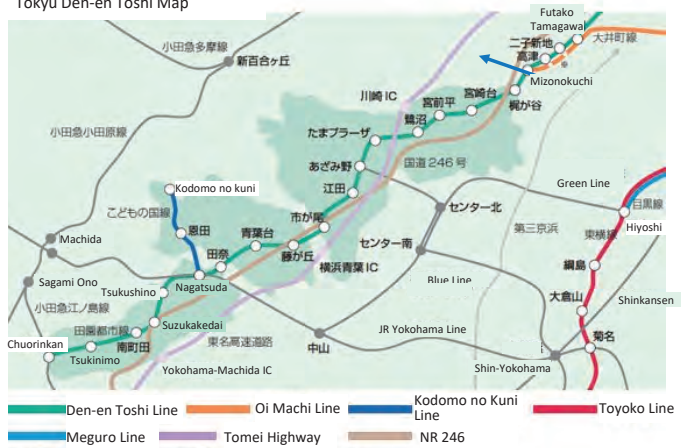 Tokyu Den-en Toshi Map
Futako
Tamagawa
小田急多摩線
新百合ヶ丘
二子新地
高津
大井町線
Mizonokuchi
川崎IC
宮前平
宮崎台
梶が谷
鷺沼
小田急小田原線
たまプラーザ
国道246号
あざみ野
Kodomo no kuni
江田
Green Line
目黒線
こどもの国線
センター北
市が尾
第三京浜
東横線
Hiyoshi
恩田
青葉台
Machida
田奈
藤が丘
センター南
横浜青葉IC
綱島
Sagami Ono
Nagatsuda
Blue Line
Tsukushino
大倉山
Shinkansen
小田急江ノ島線
田園都市線
Suzukakedai
JR Yokohama Line
Chuorinkan
南町田
東名高速道路
中山
菊名
Tsukinimo
Yokohama-Machida IC
Shin-Yokohama
Den-en Toshi Line
Oi Machi Line
Kodomo no Kuni
Line
Toyoko Line
Meguro Line
Tomei Highway
NR 246